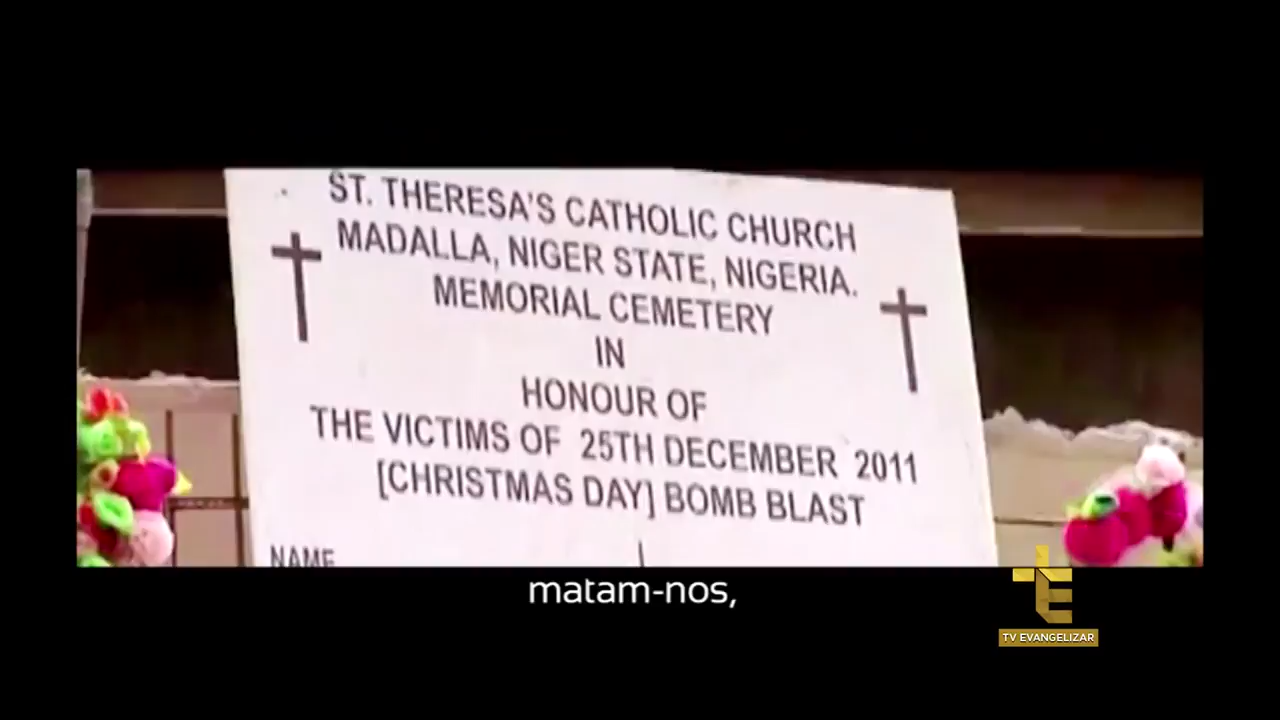 ST. THERESA'S CATHOLIC CHURCH
MADALLA, NIGER STATE, NIGERIA.
MEMORIAL CEMETERY
IN
HONOUR OF
THE VICTIMS OF 25TH DECEMBER 2011
[CHRISTMAS DAY] BOMB BLAST
NAME
matam-nos,
TV EVANGELIZAR